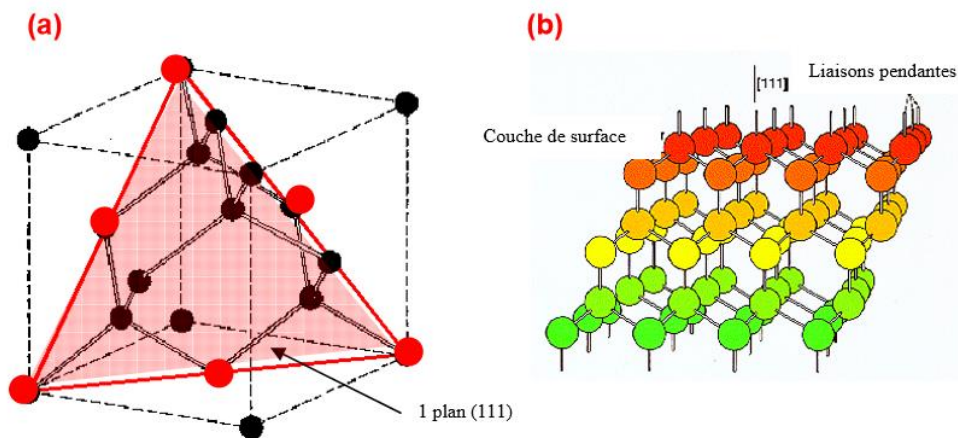 (a)
(b)
Liaisons pendantes
[111]
Couche de surface
1 plan (111)